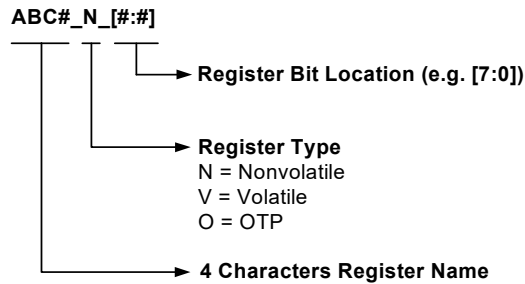 ABC#_N_[#:#]
Register Bit Location (e.g. [7:0])
Register Type
N = Nonvolatile
V = Volatile
O = OTP
4 Characters Register Name